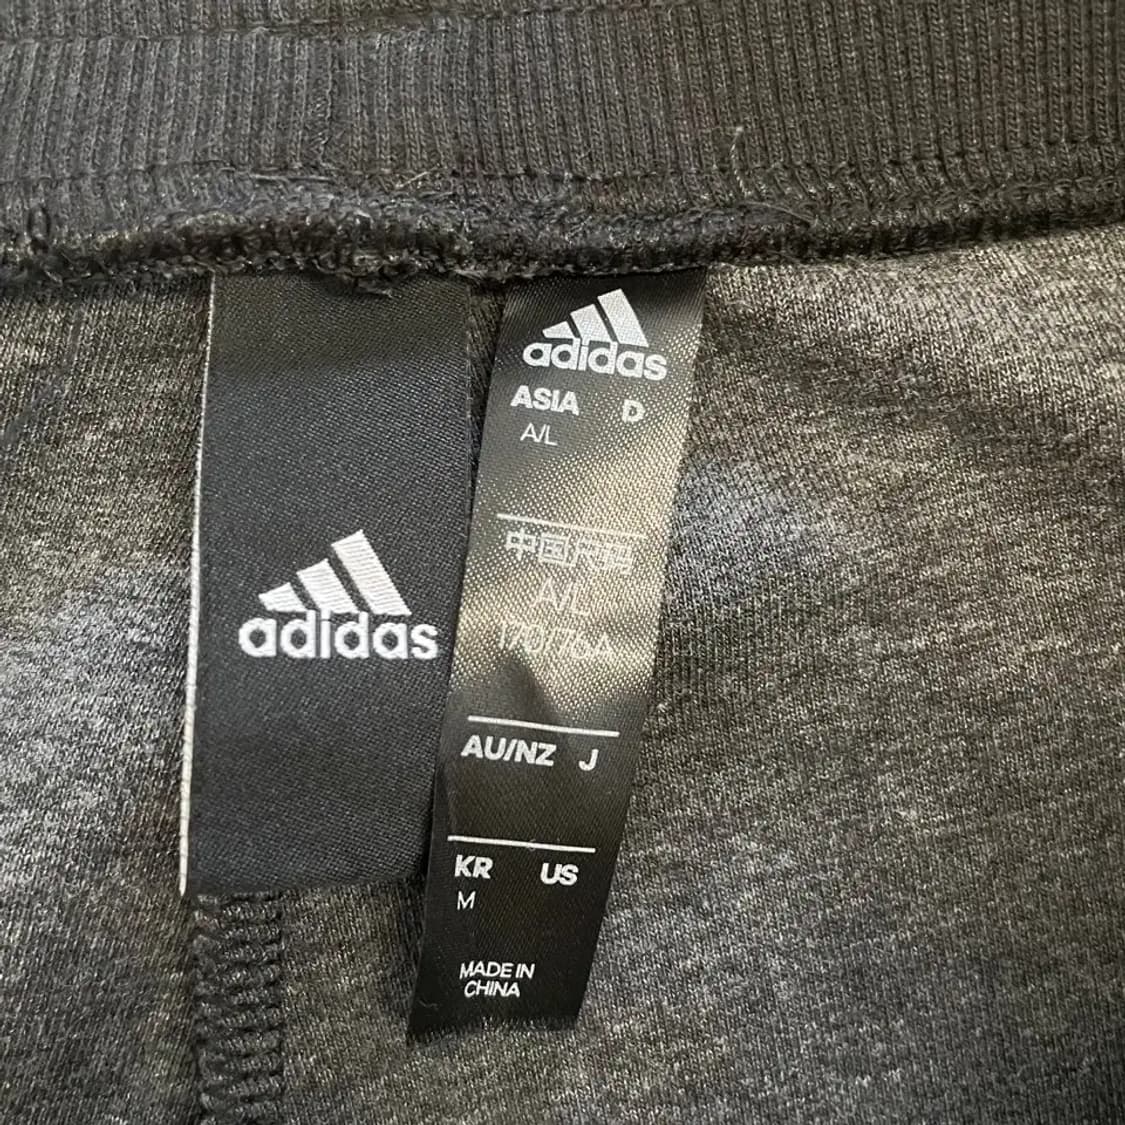 adidas
adidas
ASIA D
A/L
中国尺码
A/L
170/76A
AU/NZ J
KR US
M
MADE IN
CHINA